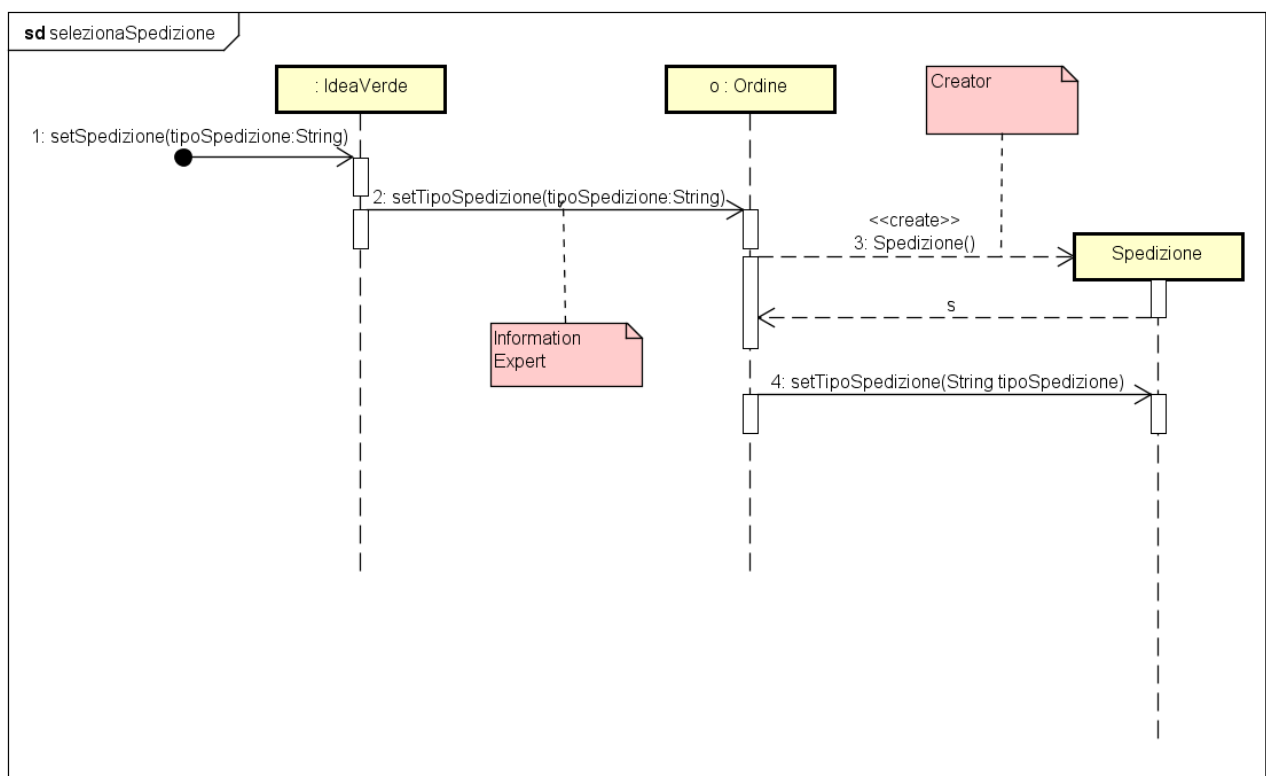 sd selezionaSpedizione
: IdeaVerde
o : Ordine
Creator
1: setSpedizione(tipoSpedizione:String)
2: setTipoSpedizione(tipoSpedizione:String)
<<create>>
3: Spedizione()
Spedizione
s
Information
Expert
4: setTipoSpedizione(String tipoSpedizione)